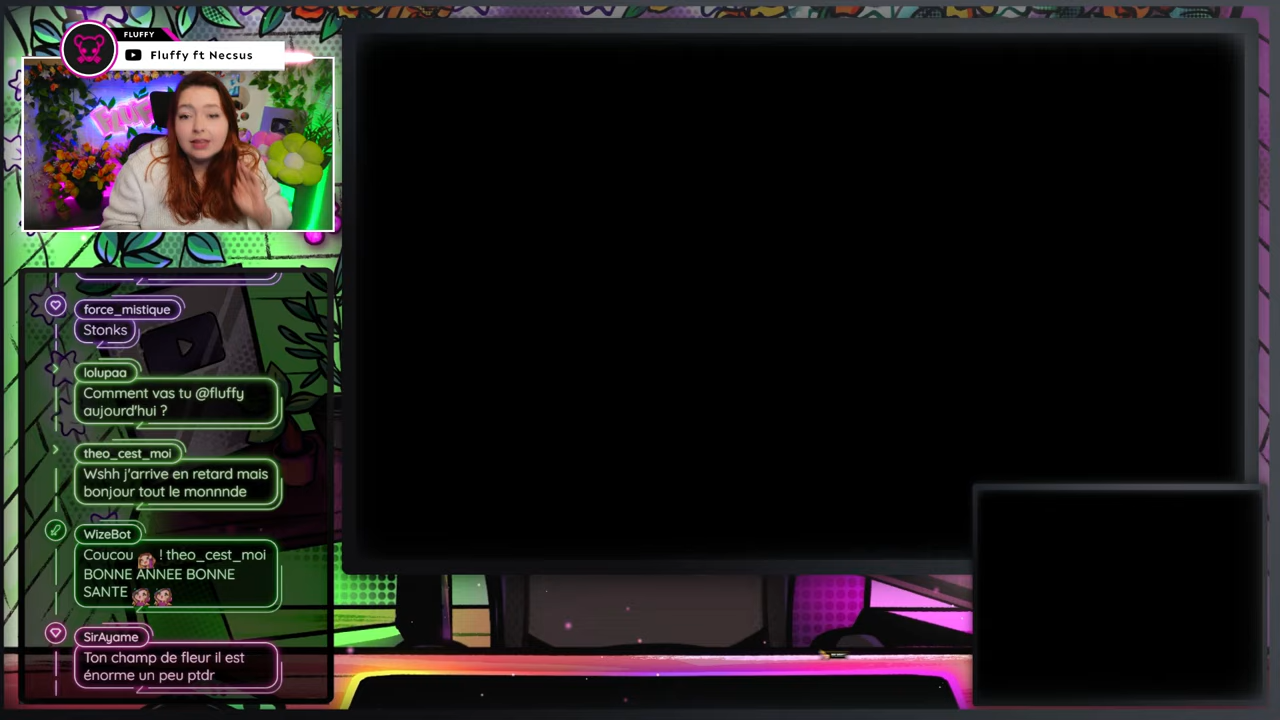 FLUFFY
Fluffy ft Necsus
force_mistique
Stonks
lolupaa
Comment vas tu @fluffy
aujourd'hui ?
theo_cest_moi
Wshh j'arrive en retard mais
bonjour tout le monnnde
WizeBot
Coucou ! theo_cest_moi
BONNE ANNEE BONNE
SANTE
SirAyame
Ton champ de fleur il est
énorme un peu ptdr